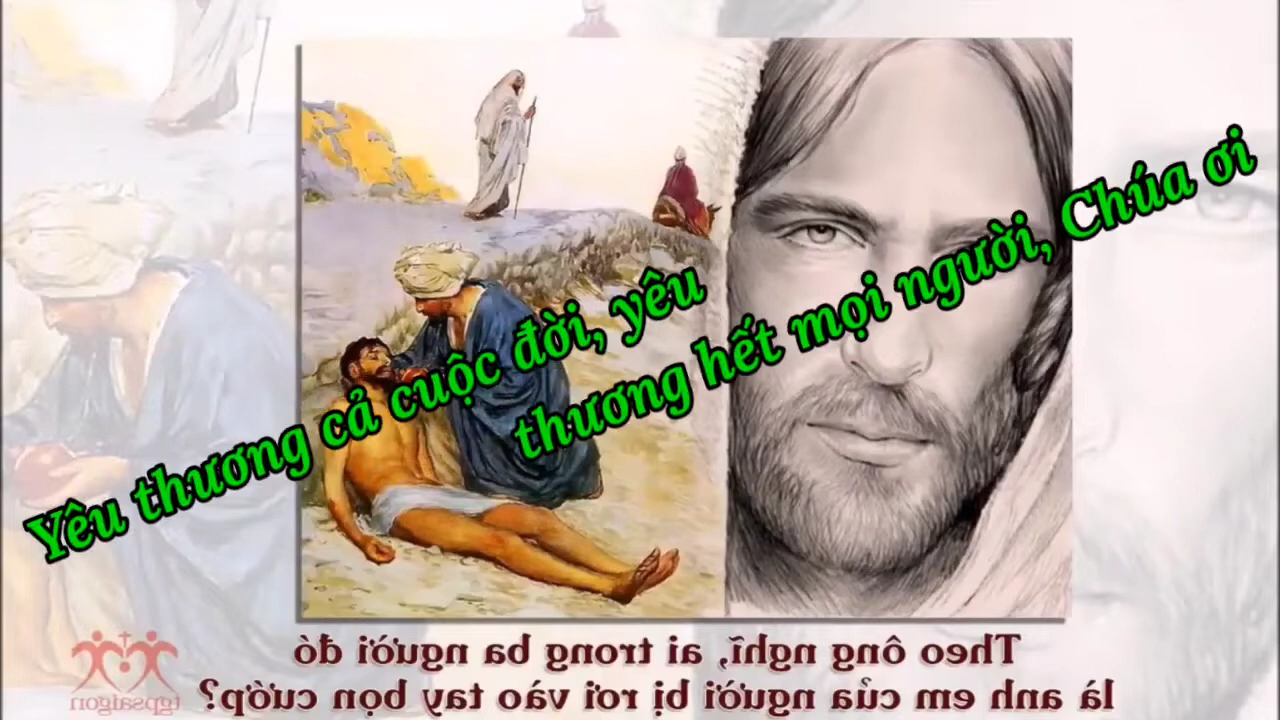 Yêu thương cả cuộc đời, yêu
thương hết mọi người, Chúa ơi
Theo ông nghĩ, ai trong ba người đó
là anh em của người bị rơi vào tay bọn cướp?
tgpsaigon